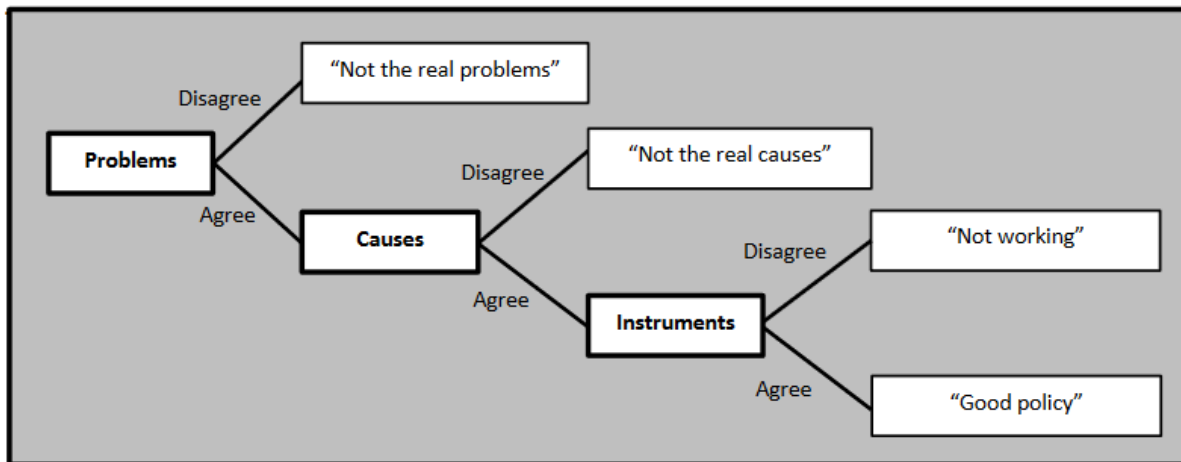 “Not the real problems”
Disagree
Problems
“Not the real causes”
Disagree
Agree
Causes
“Not working”
Disagree
Agree
Instruments
Agree
“Good policy”